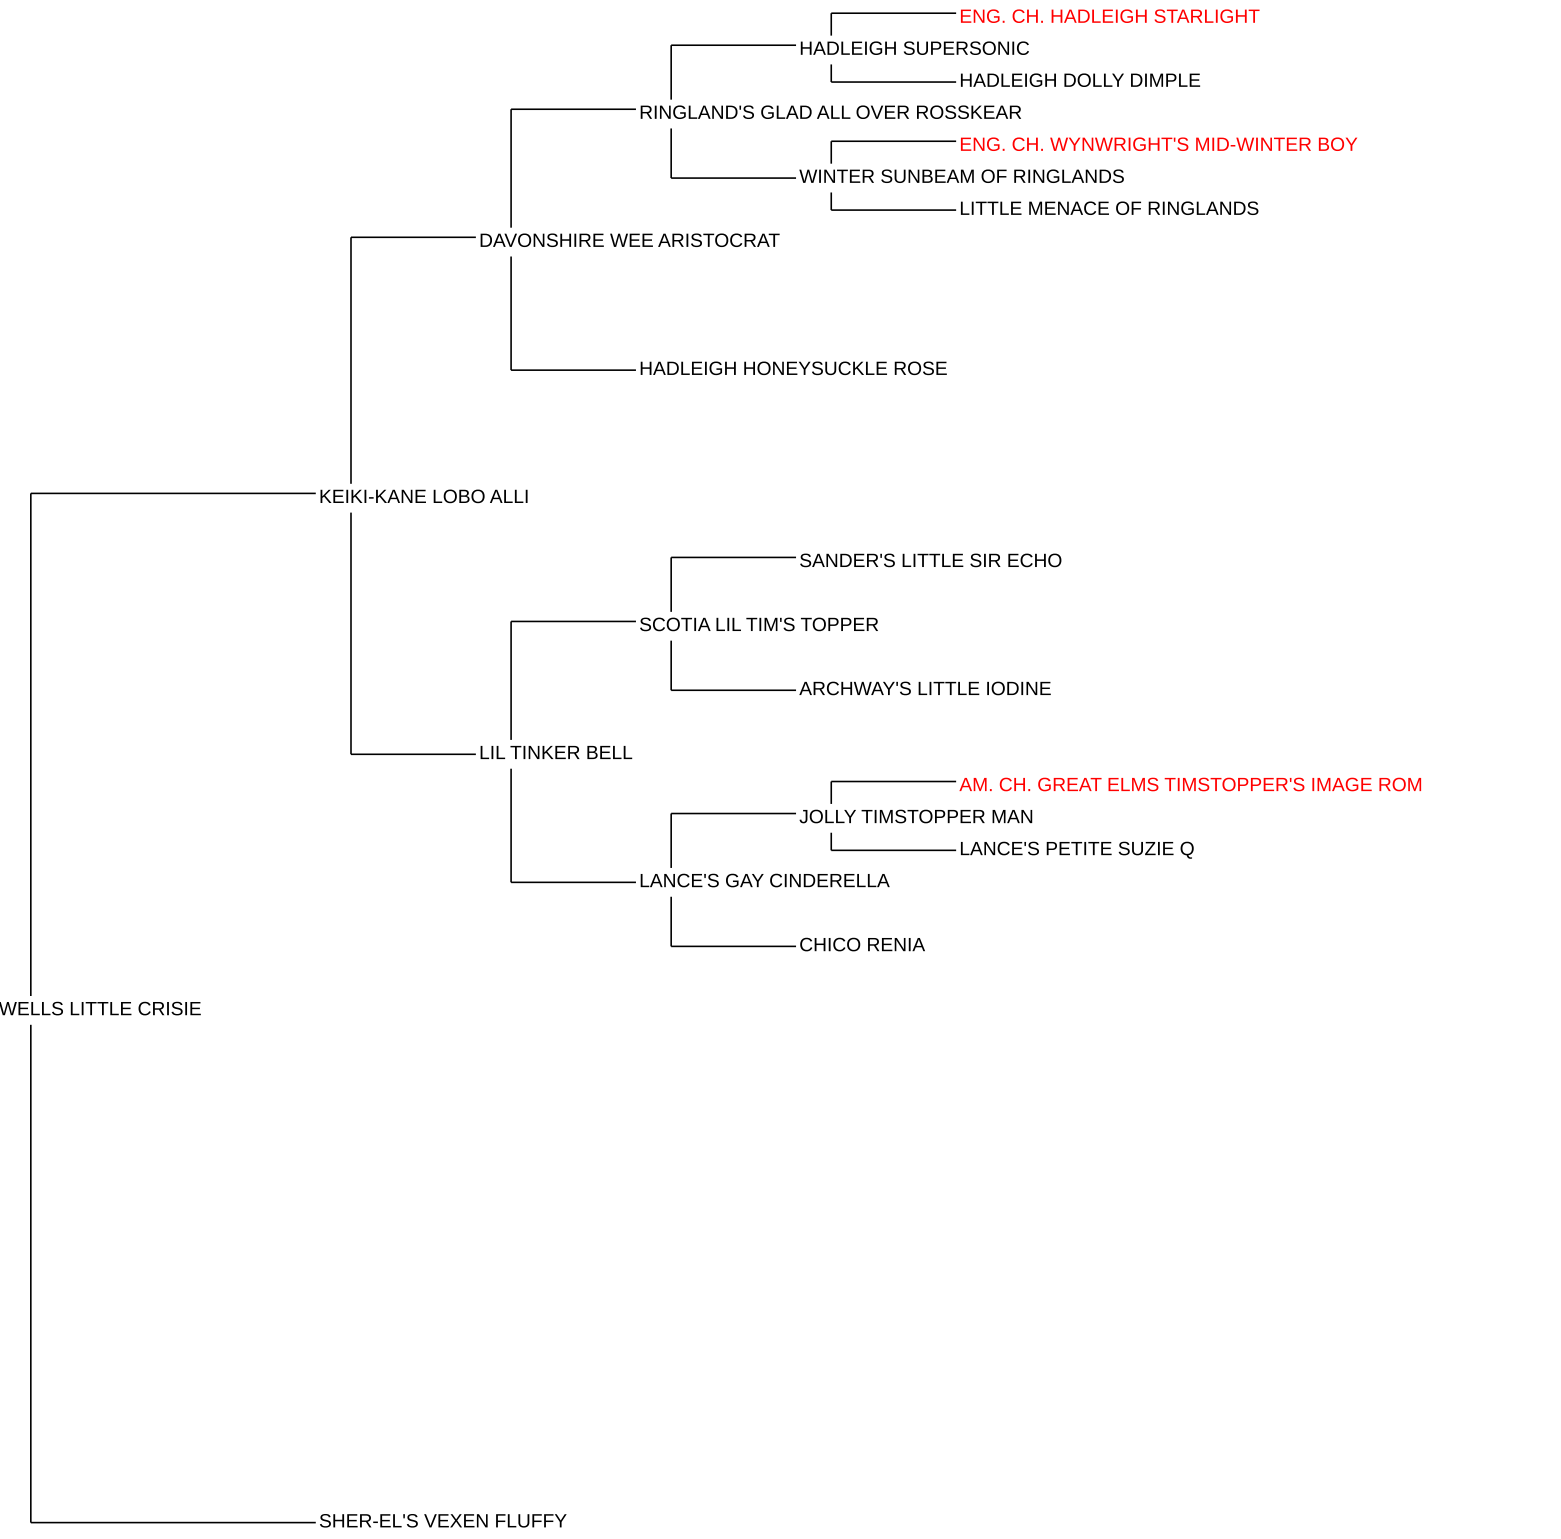 ENG. CH. HADLEIGH STARLIGHT
HADLEIGH SUPERSONIC
HADLEIGH DOLLY DIMPLE
RINGLAND'S GLAD ALL OVER ROSSKEAR
ENG. CH. WYNWRIGHT'S MID-WINTER BOY
WINTER SUNBEAM OF RINGLANDS
LITTLE MENACE OF RINGLANDS
DAVONSHIRE WEE ARISTOCRAT
HADLEIGH HONEYSUCKLE ROSE
KEIKI-KANE LOBO ALLI
SANDER'S LITTLE SIR ECHO
SCOTIA LIL TIM'S TOPPER
ARCHWAY'S LITTLE IODINE
LIL TINKER BELL
AM. CH. GREAT ELMS TIMSTOPPER'S IMAGE ROM
JOLLY TIMSTOPPER MAN
LANCE'S PETITE SUZIE Q
LANCE'S GAY CINDERELLA
CHICO RENIA
WELLS LITTLE CRISIE
SHER-EL'S VEXEN FLUFFY